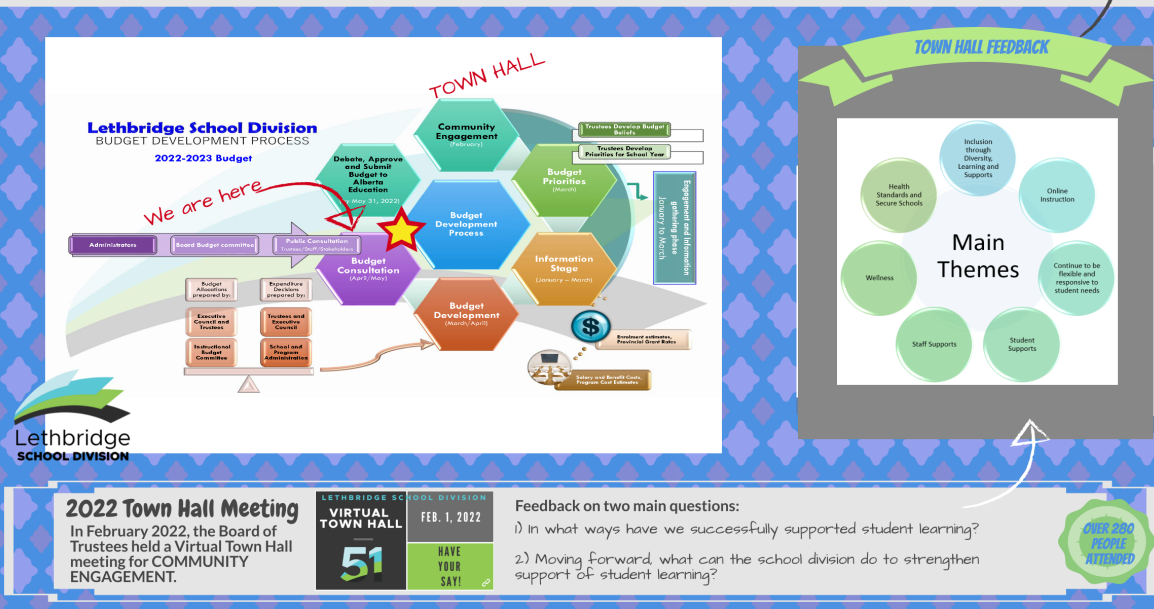 TOWN HALL
Lethbridge School Division
BUDGET DEVELOPMENT PROCESS
2022-2023 Budget
We are here
Community
Engagement
(February)
Debate, Approve
and Submit
Budget to
Alberta
Education
(by May 31, 2022)
Budget
Priorities
(March)
Trustees Develop Budget
Beliefs
Trustees Develop
Priorities for School Year
Engagement and Information
gathering phase
January to March
Budget
Development
Process
Administrators
Board Budget committee
Public Consultation
Trustees/Staff/Stakeholders
Budget
Consultation
(April/May)
Information
Stage
(January – March)
Budget
Development
(March/April)
Budget
Allocations
prepared by:
Expenditure
Decisions
prepared by:
Executive
Council and
Trustees
Trustees and
Executive
Council
Instructional
Budget
Committee
School and
Program
Administration
$
Enrolment estimates,
Provincial Grant Rates
Salary and Benefit Costs,
Program Cost Estimates
Lethbridge
SCHOOL DIVISION
TOWN HALL FEEDBACK
Inclusion
through
Diversity,
Learning and
Supports
Health
Standards and
Secure Schools
Online
Instruction
Main
Themes
Wellness
Continue to be
flexible and
responsive to
student needs
Staff Supports
Student
Supports
2022 Town Hall Meeting
In February 2022, the Board of
Trustees held a Virtual Town Hall
meeting for COMMUNITY
ENGAGEMENT.
LETHBRIDGE SCHOOL DIVISION
VIRTUAL
TOWN HALL
51
FEB. 1, 2022
HAVE
YOUR
SAY!
Feedback on two main questions:
1) In what ways have we successfully supported student learning?
2) Moving forward, what can the school division do to strengthen
support of student learning?
OVER 280
PEOPLE
ATTENDED